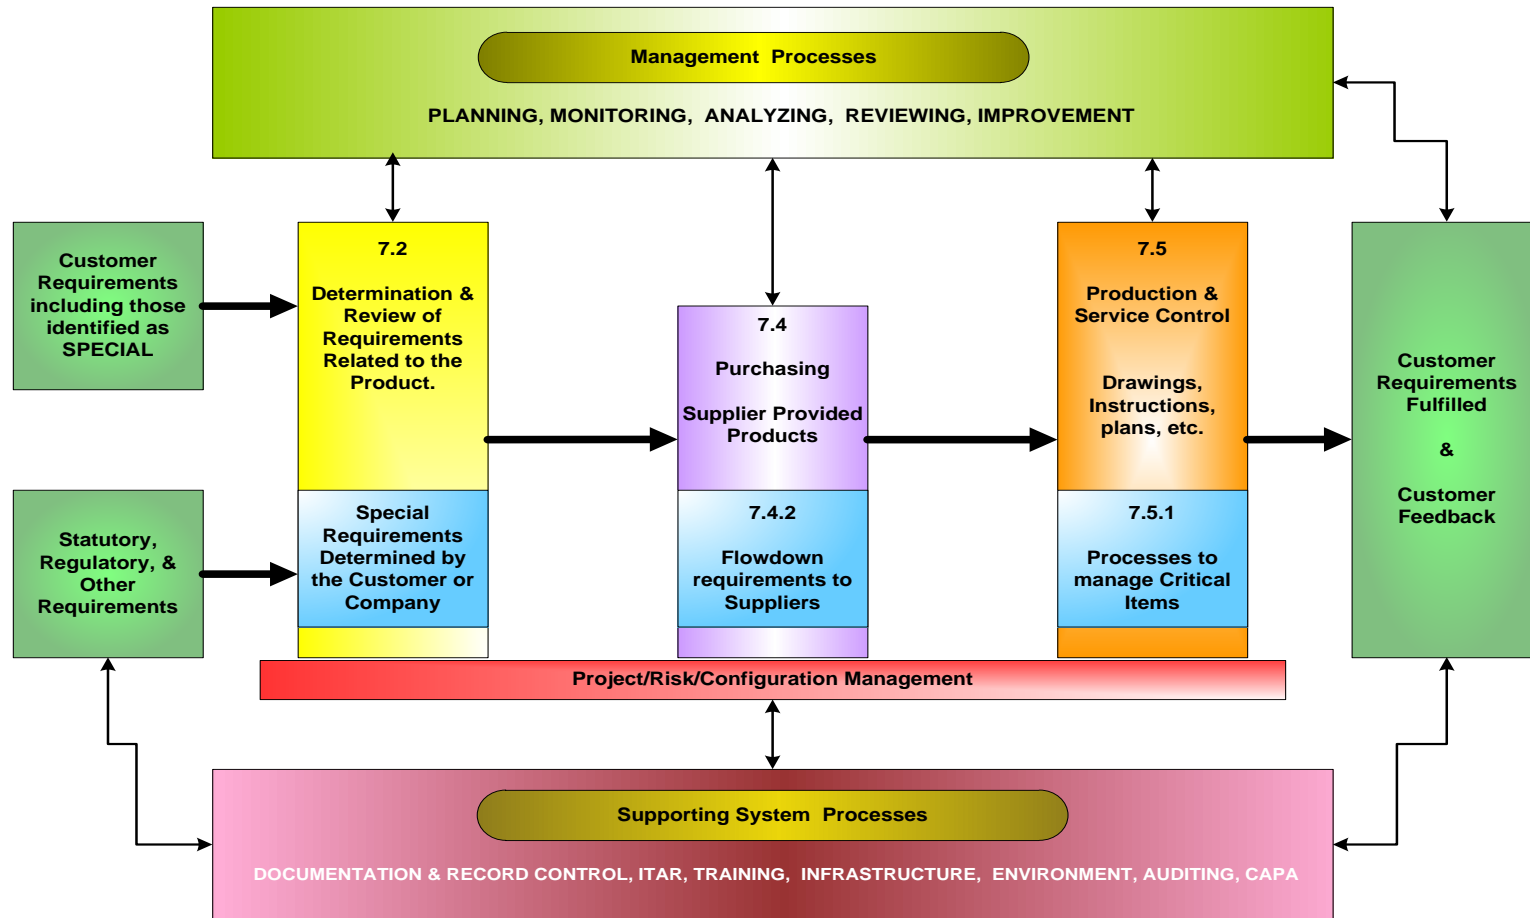 Management Processes
PLANNING, MONITORING, ANALYZING, REVIEWING, IMPROVEMENT
Customer
Requirements
including those
identified as
SPECIAL
Statutory,
Regulatory, &
Other
Requirements
7.2
Determination &
Review of
Requirements
Related to the
Product.
Special
Requirements
Determined by
the Customer or
Company
7.4
Purchasing
Supplier Provided
Products
7.4.2
Flowdown
requirements to
Suppliers
7.5
Production &
Service Control
Drawings,
Instructions,
plans, etc.
7.5.1
Processes to
manage Critical
Items
Customer
Requirements
Fulfilled
&
Customer
Feedback
Project/Risk/Configuration Management
Supporting System Processes
DOCUMENTATION & RECORD CONTROL, ITAR, TRAINING, INFRASTRUCTURE, ENVIRONMENT, AUDITING, CAPA